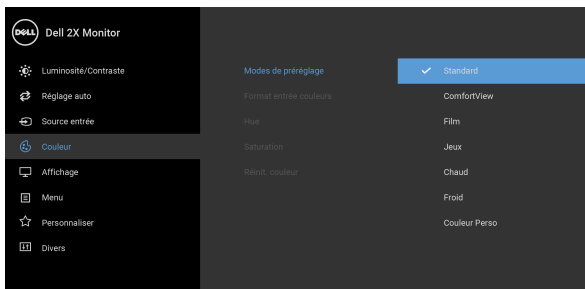 DELL Dell 2X Monitor
Luminosité/Contraste
Réglage auto
Source entrée
Couleur
Affichage
Menu
Personnaliser
Divers
Modes de préréglage
Format entrée couleurs
Hue
Saturation
Réinit. couleur
Standard
ComfortView
Film
Jeux
Chaud
Froid
Couleur Perso